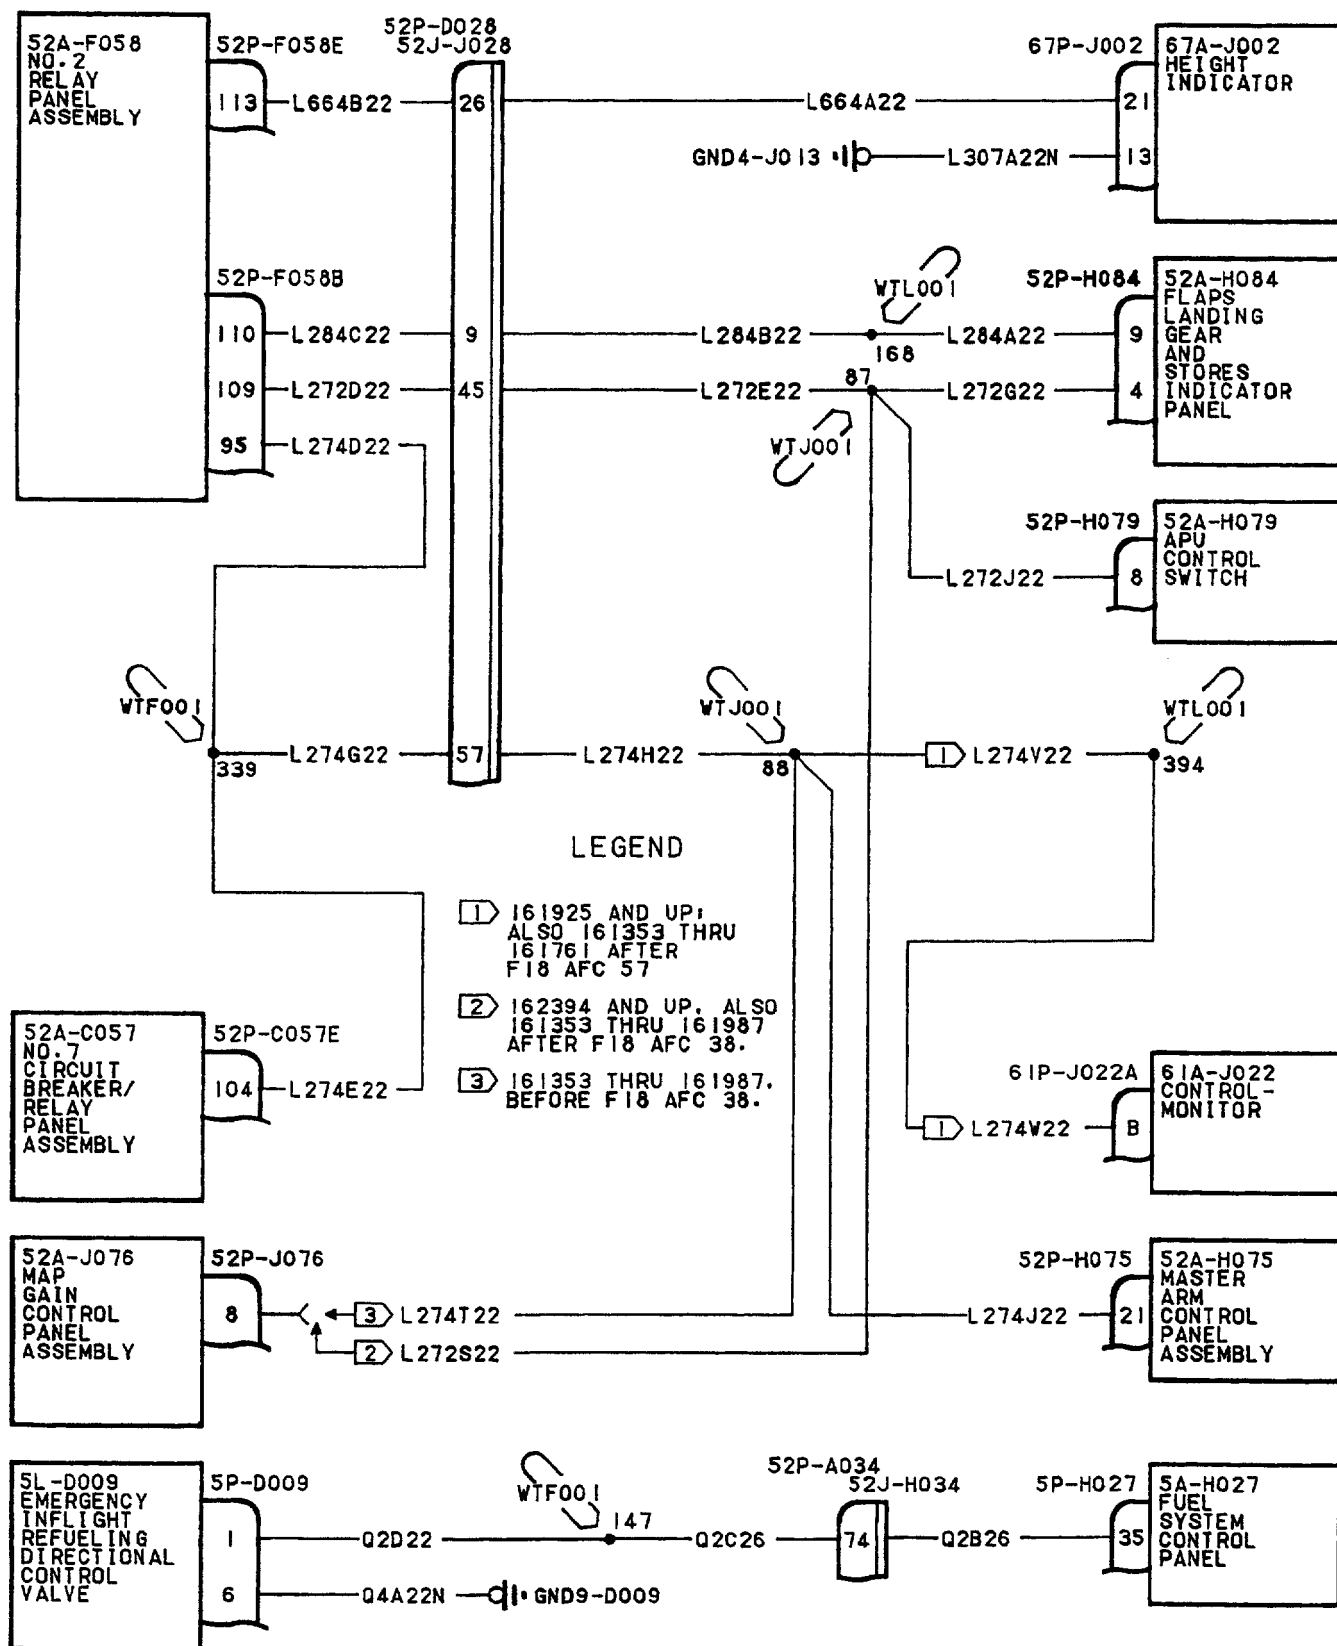 52A-F058
NO.2
RELAY
PANEL
ASSEMBLY
52P-F058E
113
L664B22
52P-D028
52J-J028
26
L664A22
67P-J002
21
67A-J002
HEIGHT
INDICATOR
GND4-J013
L307A22N
13
52P-F058B
110
L284C22
9
L284B22
WTL001
168
L284A22
52P-H084
9
52A-H084
FLAPS
LANDING
GEAR
AND
STORES
INDICATOR
PANEL
109
L272D22
45
L272E22
87
L272G22
4
WTJ001
95
L274D22
52P-H079
L272J22
8
52A-H079
APU
CONTROL
SWITCH
WTF001
339
L274G22
57
L274H22
WTJ001
88
1
L274V22
WTL001
394
LEGEND
1 161925 AND UP;
ALSO 161353 THRU
161761 AFTER
F18 AFC 57
2 162394 AND UP. ALSO
161353 THRU 161987
AFTER F18 AFC 38.
3 161353 THRU 161987.
BEFORE F18 AFC 38.
52A-C057
NO.7
CIRCUIT
BREAKER/
RELAY
PANEL
ASSEMBLY
52P-C057E
104
L274E22
61P-J022A
1
L274W22
B
61A-J022
CONTROL-
MONITOR
52A-J076
MAP
GAIN
CONTROL
PANEL
ASSEMBLY
52P-J076
8
3
L274T22
2
L272S22
52P-H075
L274J22
21
52A-H075
MASTER
ARM
CONTROL
PANEL
ASSEMBLY
5L-D009
EMERGENCY
INFLIGHT
REFUELING
DIRECTIONAL
CONTROL
VALVE
5P-D009
1
Q2D22
WTF001
147
Q2C26
52P-A034
52J-H034
74
Q2B26
5P-H027
35
5A-H027
FUEL
SYSTEM
CONTROL
PANEL
6
Q4A22N
GND9-D009